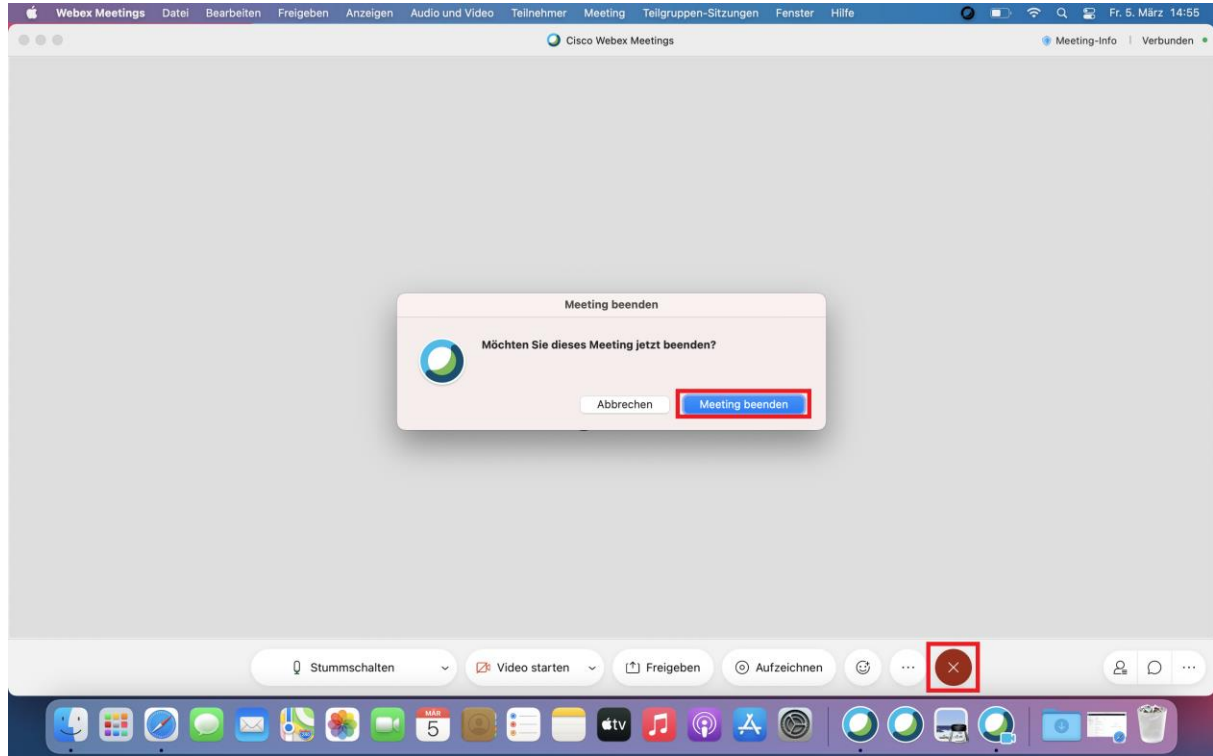 Webex Meetings Datei Bearbeiten Freigeben Anzeigen Audio und Video Teilnehmer Meeting Teilgruppen-Sitzungen Fenster Hilfe Fr. 5. März 14:55
Cisco Webex Meetings Meeting-Info Verbunden
Meeting beenden
Möchten Sie dieses Meeting jetzt beenden?
Abbrechen Meeting beenden
Stummschalten Video starten Freigeben Aufzeichnen
MÄR
5
tv